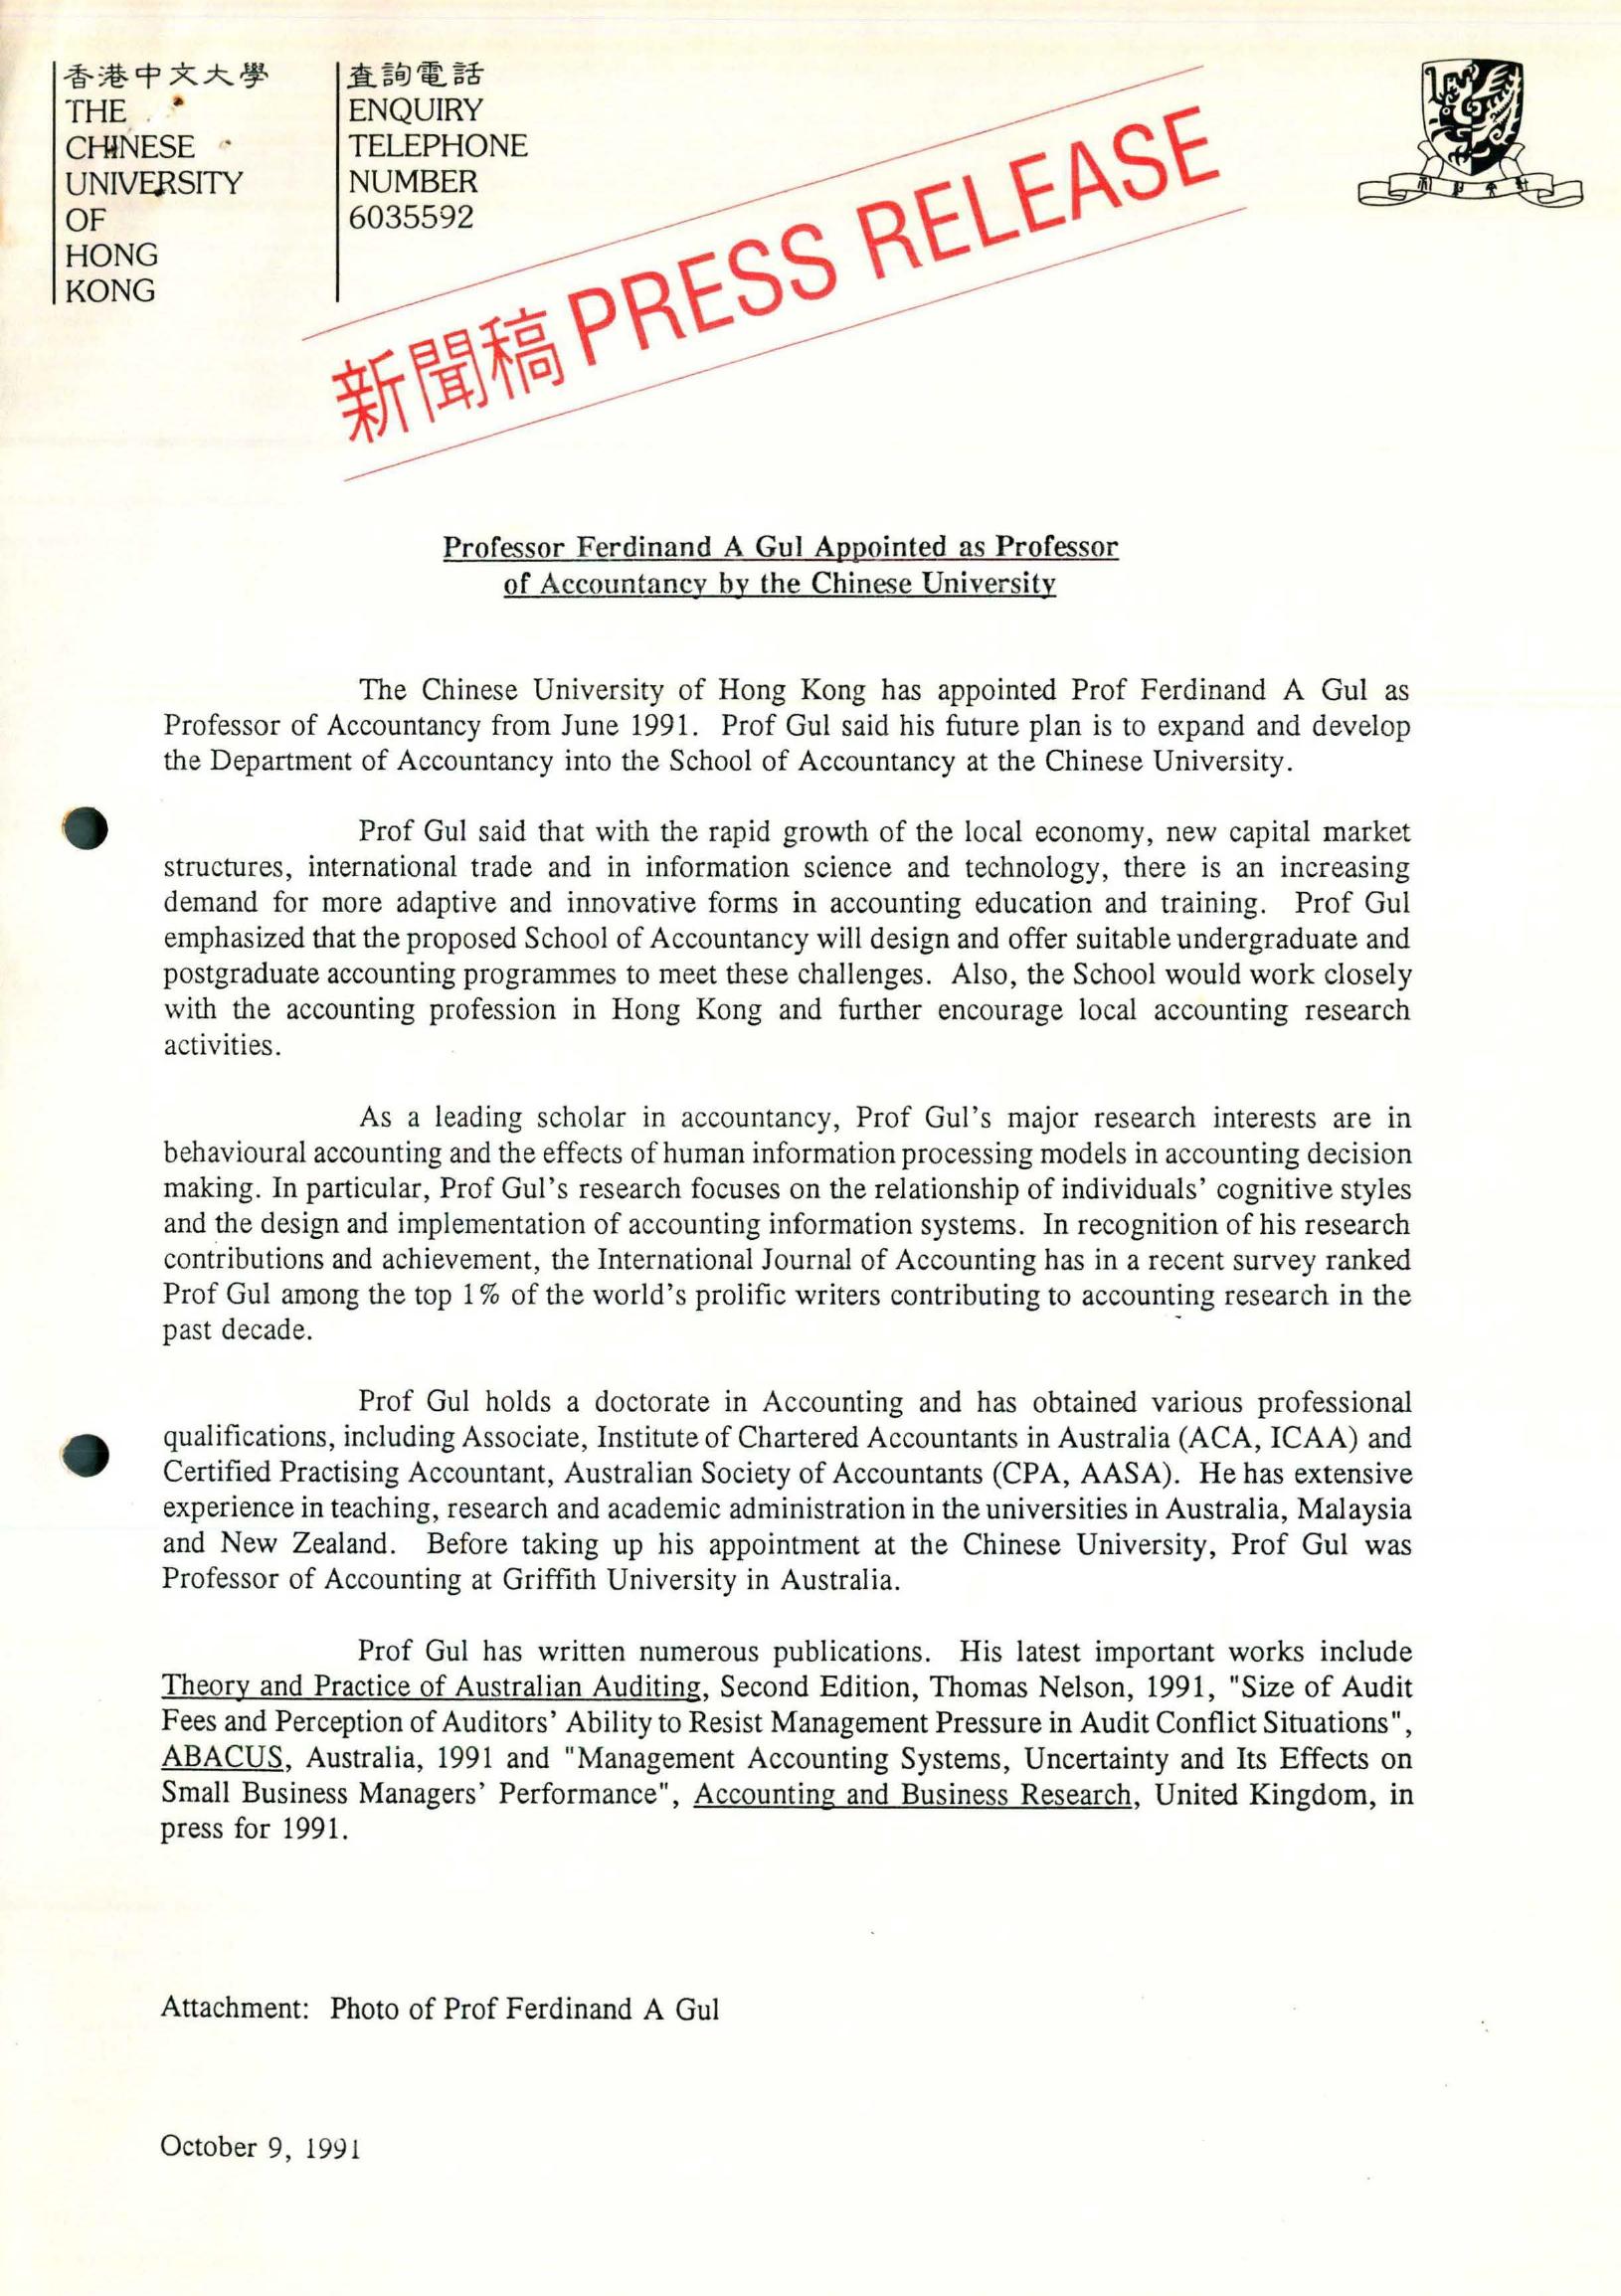 香港中文大學
THE
CHINESE
UNIVERSITY
OF
HONG
KONG
查詢電話
ENQUIRY
TELEPHONE
NUMBER
6035592
新聞稿 PRESS RELEASE
Professor Ferdinand A Gul Appointed as Professor
of Accountancy by the Chinese University
The Chinese University of Hong Kong has appointed Prof Ferdinand A Gul as
Professor of Accountancy from June 1991. Prof Gul said his future plan is to expand and develop
the Department of Accountancy into the School of Accountancy at the Chinese University.
Prof Gul said that with the rapid growth of the local economy, new capital market
structures, international trade and in information science and technology, there is an increasing
demand for more adaptive and innovative forms in accounting education and training. Prof Gul
emphasized that the proposed School of Accountancy will design and offer suitable undergraduate and
postgraduate accounting programmes to meet these challenges. Also, the School would work closely
with the accounting profession in Hong Kong and further encourage local accounting research
activities.
As a leading scholar in accountancy, Prof Gul's major research interests are in
behavioural accounting and the effects of human information processing models in accounting decision
making. In particular, Prof Gul's research focuses on the relationship of individuals' cognitive styles
and the design and implementation of accounting information systems. In recognition of his research
contributions and achievement, the International Journal of Accounting has in a recent survey ranked
Prof Gul among the top 1% of the world's prolific writers contributing to accounting research in the
past decade.
Prof Gul holds a doctorate in Accounting and has obtained various professional
qualifications, including Associate, Institute of Chartered Accountants in Australia (ACA, ICAA) and
Certified Practising Accountant, Australian Society of Accountants (CPA, AASA). He has extensive
experience in teaching, research and academic administration in the universities in Australia, Malaysia
and New Zealand. Before taking up his appointment at the Chinese University, Prof Gul was
Professor of Accounting at Griffith University in Australia.
Prof Gul has written numerous publications. His latest important works include
Theory and Practice of Australian Auditing, Second Edition, Thomas Nelson, 1991, "Size of Audit
Fees and Perception of Auditors' Ability to Resist Management Pressure in Audit Conflict Situations",
ABACUS, Australia, 1991 and "Management Accounting Systems, Uncertainty and Its Effects on
Small Business Managers' Performance", Accounting and Business Research, United Kingdom, in
press for 1991.
Attachment: Photo of Prof Ferdinand A Gul
October 9, 1991